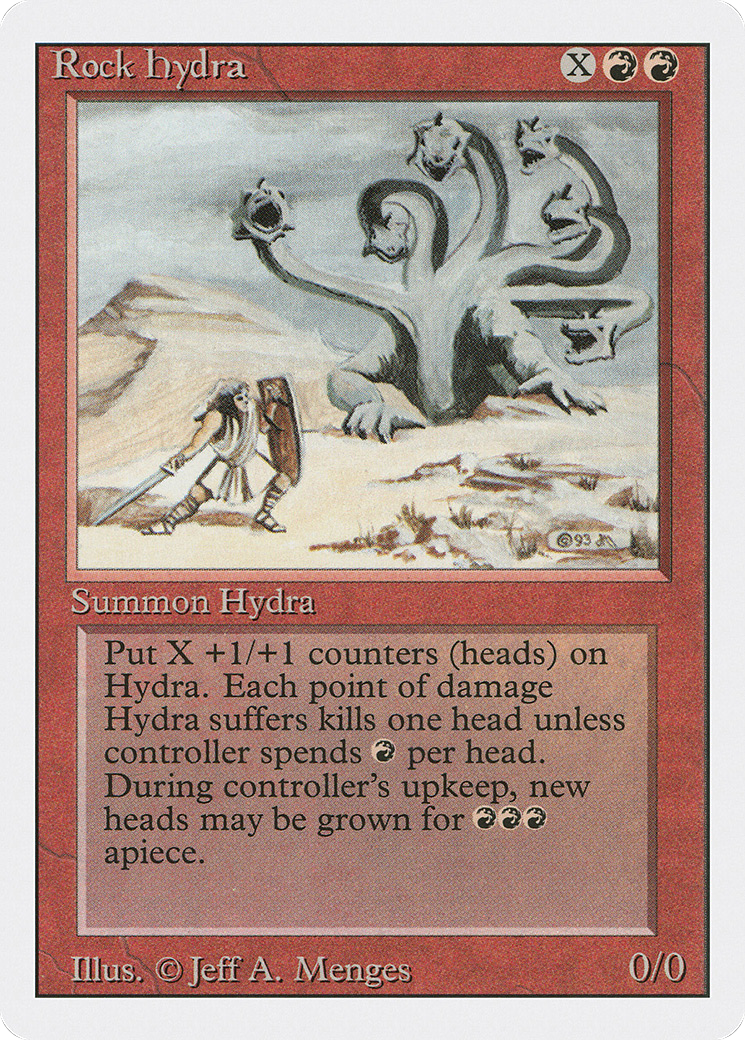 Rock Hydra X
©93 JM
Summon Hydra
Put X +1/+1 counters (heads) on
Hydra. Each point of damage
Hydra suffers kills one head unless
controller spends per head.
During controller's upkeep, new
heads may be grown for
apiece.
Illus. © Jeff A. Menges 0/0